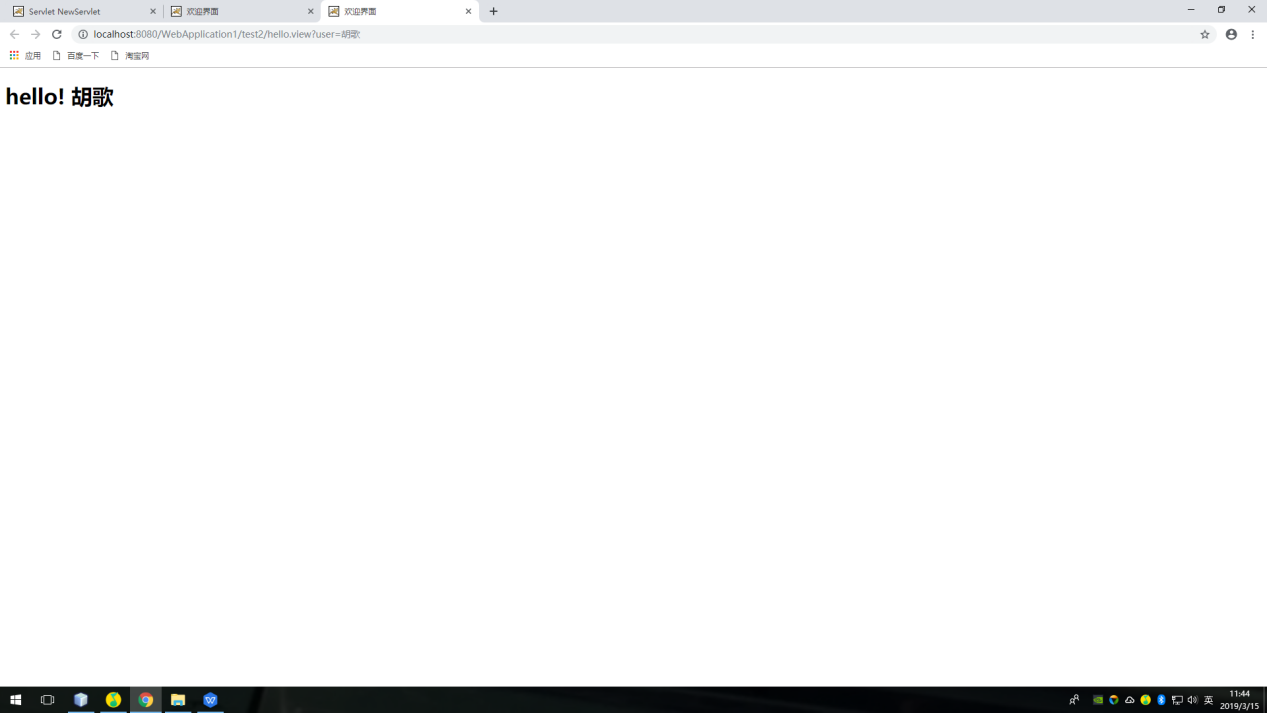 Servlet NewServlet
欢迎界面
欢迎界面
localhost:8080/WebApplication1/test2/hello.view?user=胡歌
应用
百度一下
淘宝网
hello! 胡歌
英
11:44
2019/3/15